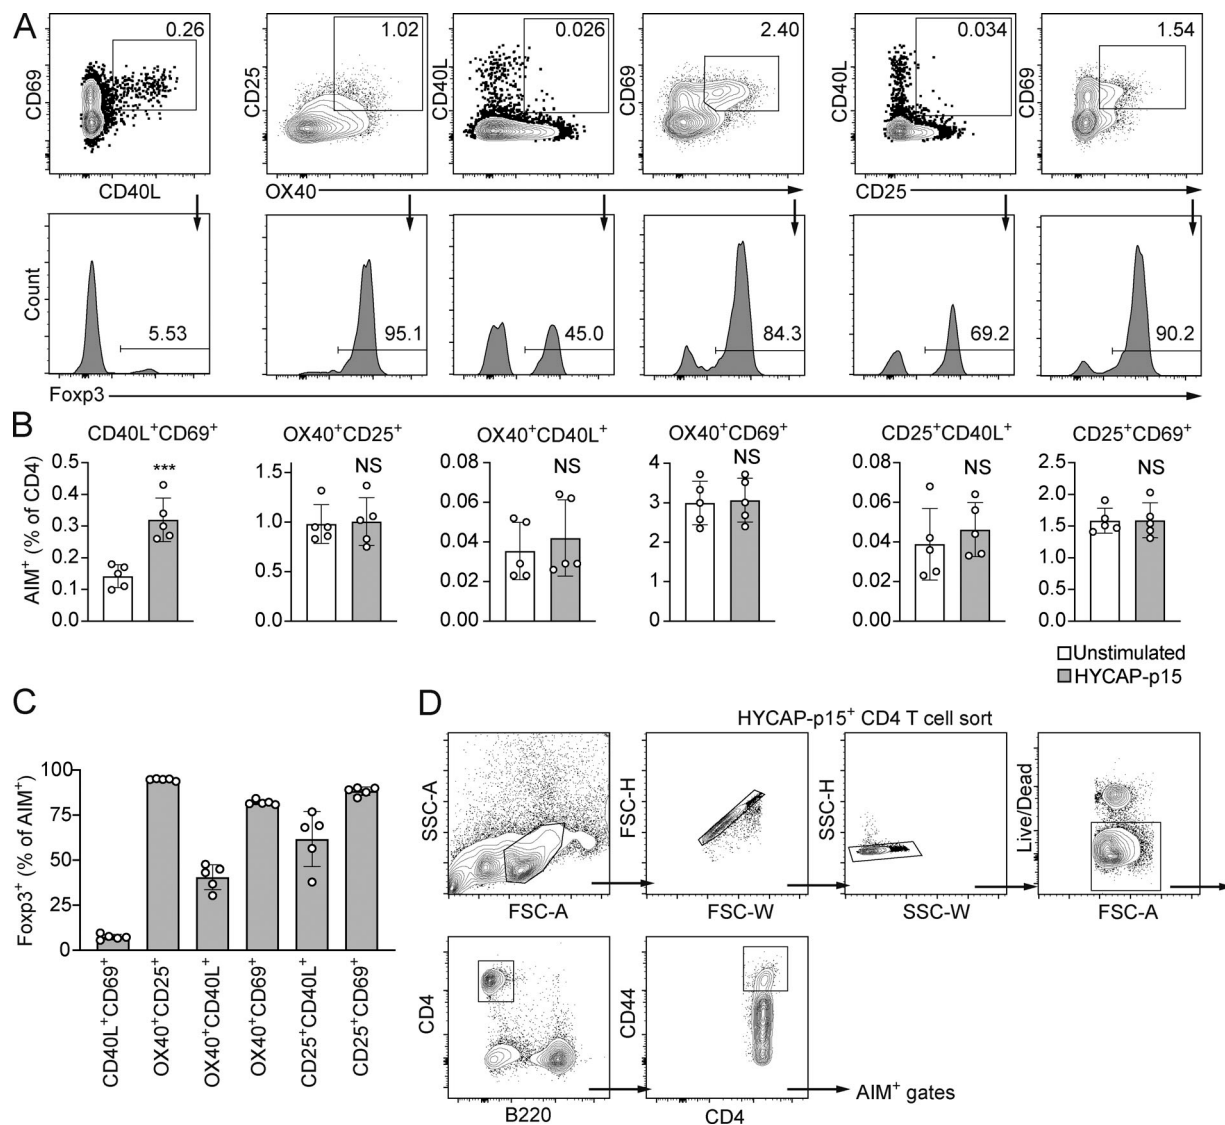 A
0.26
1.02
0.026
2.40
0.034
1.54
CD69
CD25
CD40L
CD69
CD40L
CD69
CD40L
OX40
CD25
Count
5.53
95.1
45.0
84.3
69.2
90.2
Foxp3
B
CD40L⁺CD69⁺
OX40⁺CD25⁺
OX40⁺CD40L⁺
OX40⁺CD69⁺
CD25⁺CD40L⁺
CD25⁺CD69⁺
AIM⁺ (% of CD4)
0.5
0.4
0.3
0.2
0.1
0.0
***
1.5
1.0
0.5
0.0
NS
0.08
0.06
0.04
0.02
0.00
NS
4
3
2
1
0
NS
0.08
0.06
0.04
0.02
0.00
NS
2.5
2.0
1.5
1.0
0.5
0.0
NS
Unstimulated
HYCAP-p15
C
Foxp3⁺ (% of AIM⁺)
100
75
50
25
0
CD40L⁺CD69⁺
OX40⁺CD25⁺
OX40⁺CD40L⁺
OX40⁺CD69⁺
CD25⁺CD40L⁺
CD25⁺CD69⁺
D
HYCAP-p15⁺ CD4 T cell sort
SSC-A
FSC-A
FSC-H
FSC-W
SSC-H
SSC-W
Live/Dead
FSC-A
CD4
B220
CD44
CD4
AIM⁺ gates